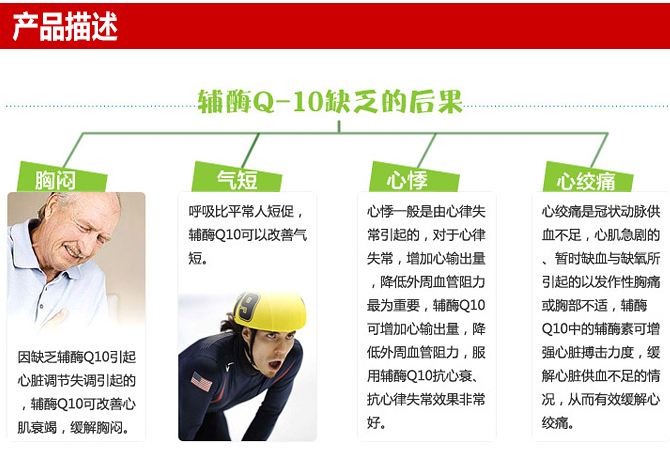 产品描述
辅酶Q-10缺乏的后果
胸闷
因缺乏辅酶Q10引起
心脏调节失调引起的
，辅酶Q10可改善心
肌衰竭，缓解胸闷。
气短
呼吸比平常人短促，
辅酶Q10可以改善气
短。
心悸
心悸一般是由心律失
常引起的，对于心律
失常，增加心输出量
，降低外周血管阻力
最为重要，辅酶Q10
可增加心输出量，降
低外周血管阻力，服
用辅酶Q10抗心衰、
抗心律失常效果非常
好。
心绞痛
心绞痛是冠状动脉供
血不足，心肌急剧的
、暂时缺血与缺氧所
引起的以发作性胸痛
或胸部不适，辅酶
Q10中的辅酶素可增
强心脏搏击力度，缓
解心脏供血不足的情
况，从而有效缓解心
绞痛。